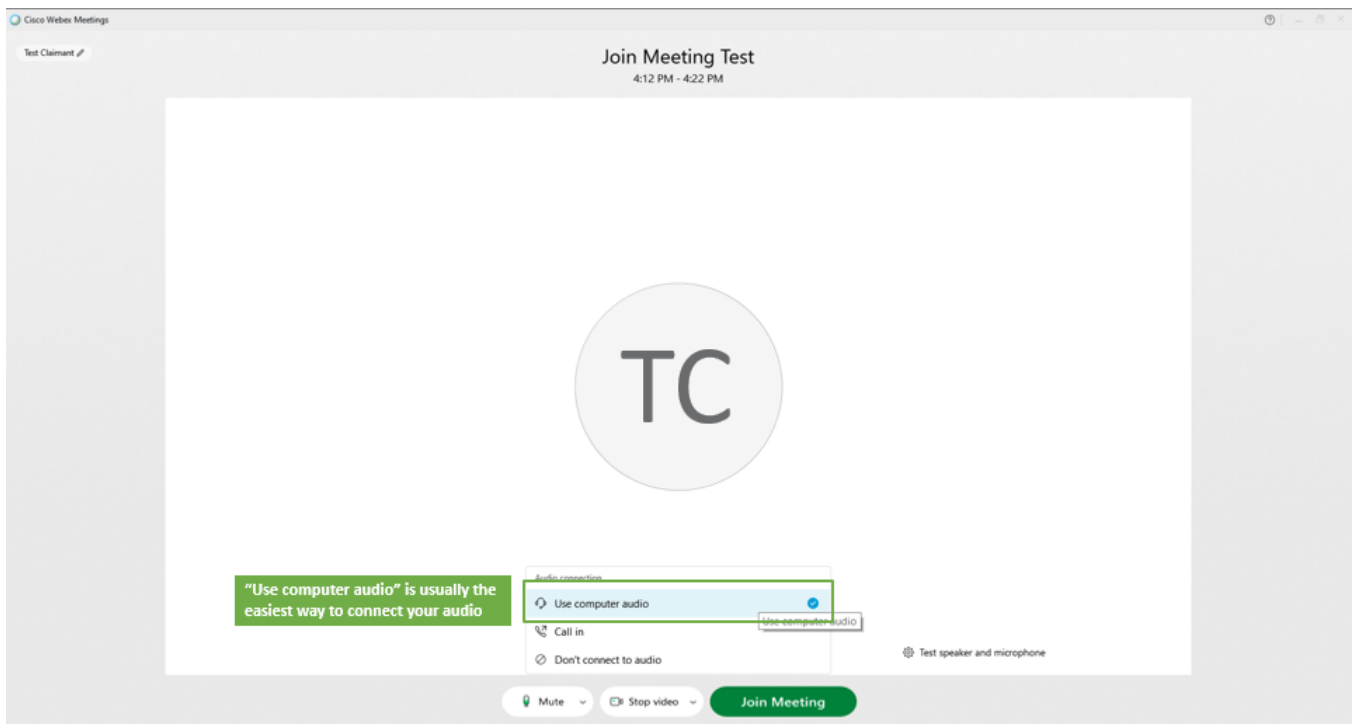 Cisco Webex Meetings
Test Claimant
Join Meeting Test
4:12 PM - 4:22 PM
TC
"Use computer audio" is usually the
easiest way to connect your audio
Audio connection
Use computer audio
Use computer audio
Call in
Don't connect to audio
Test speaker and microphone
Mute
Stop video
Join Meeting